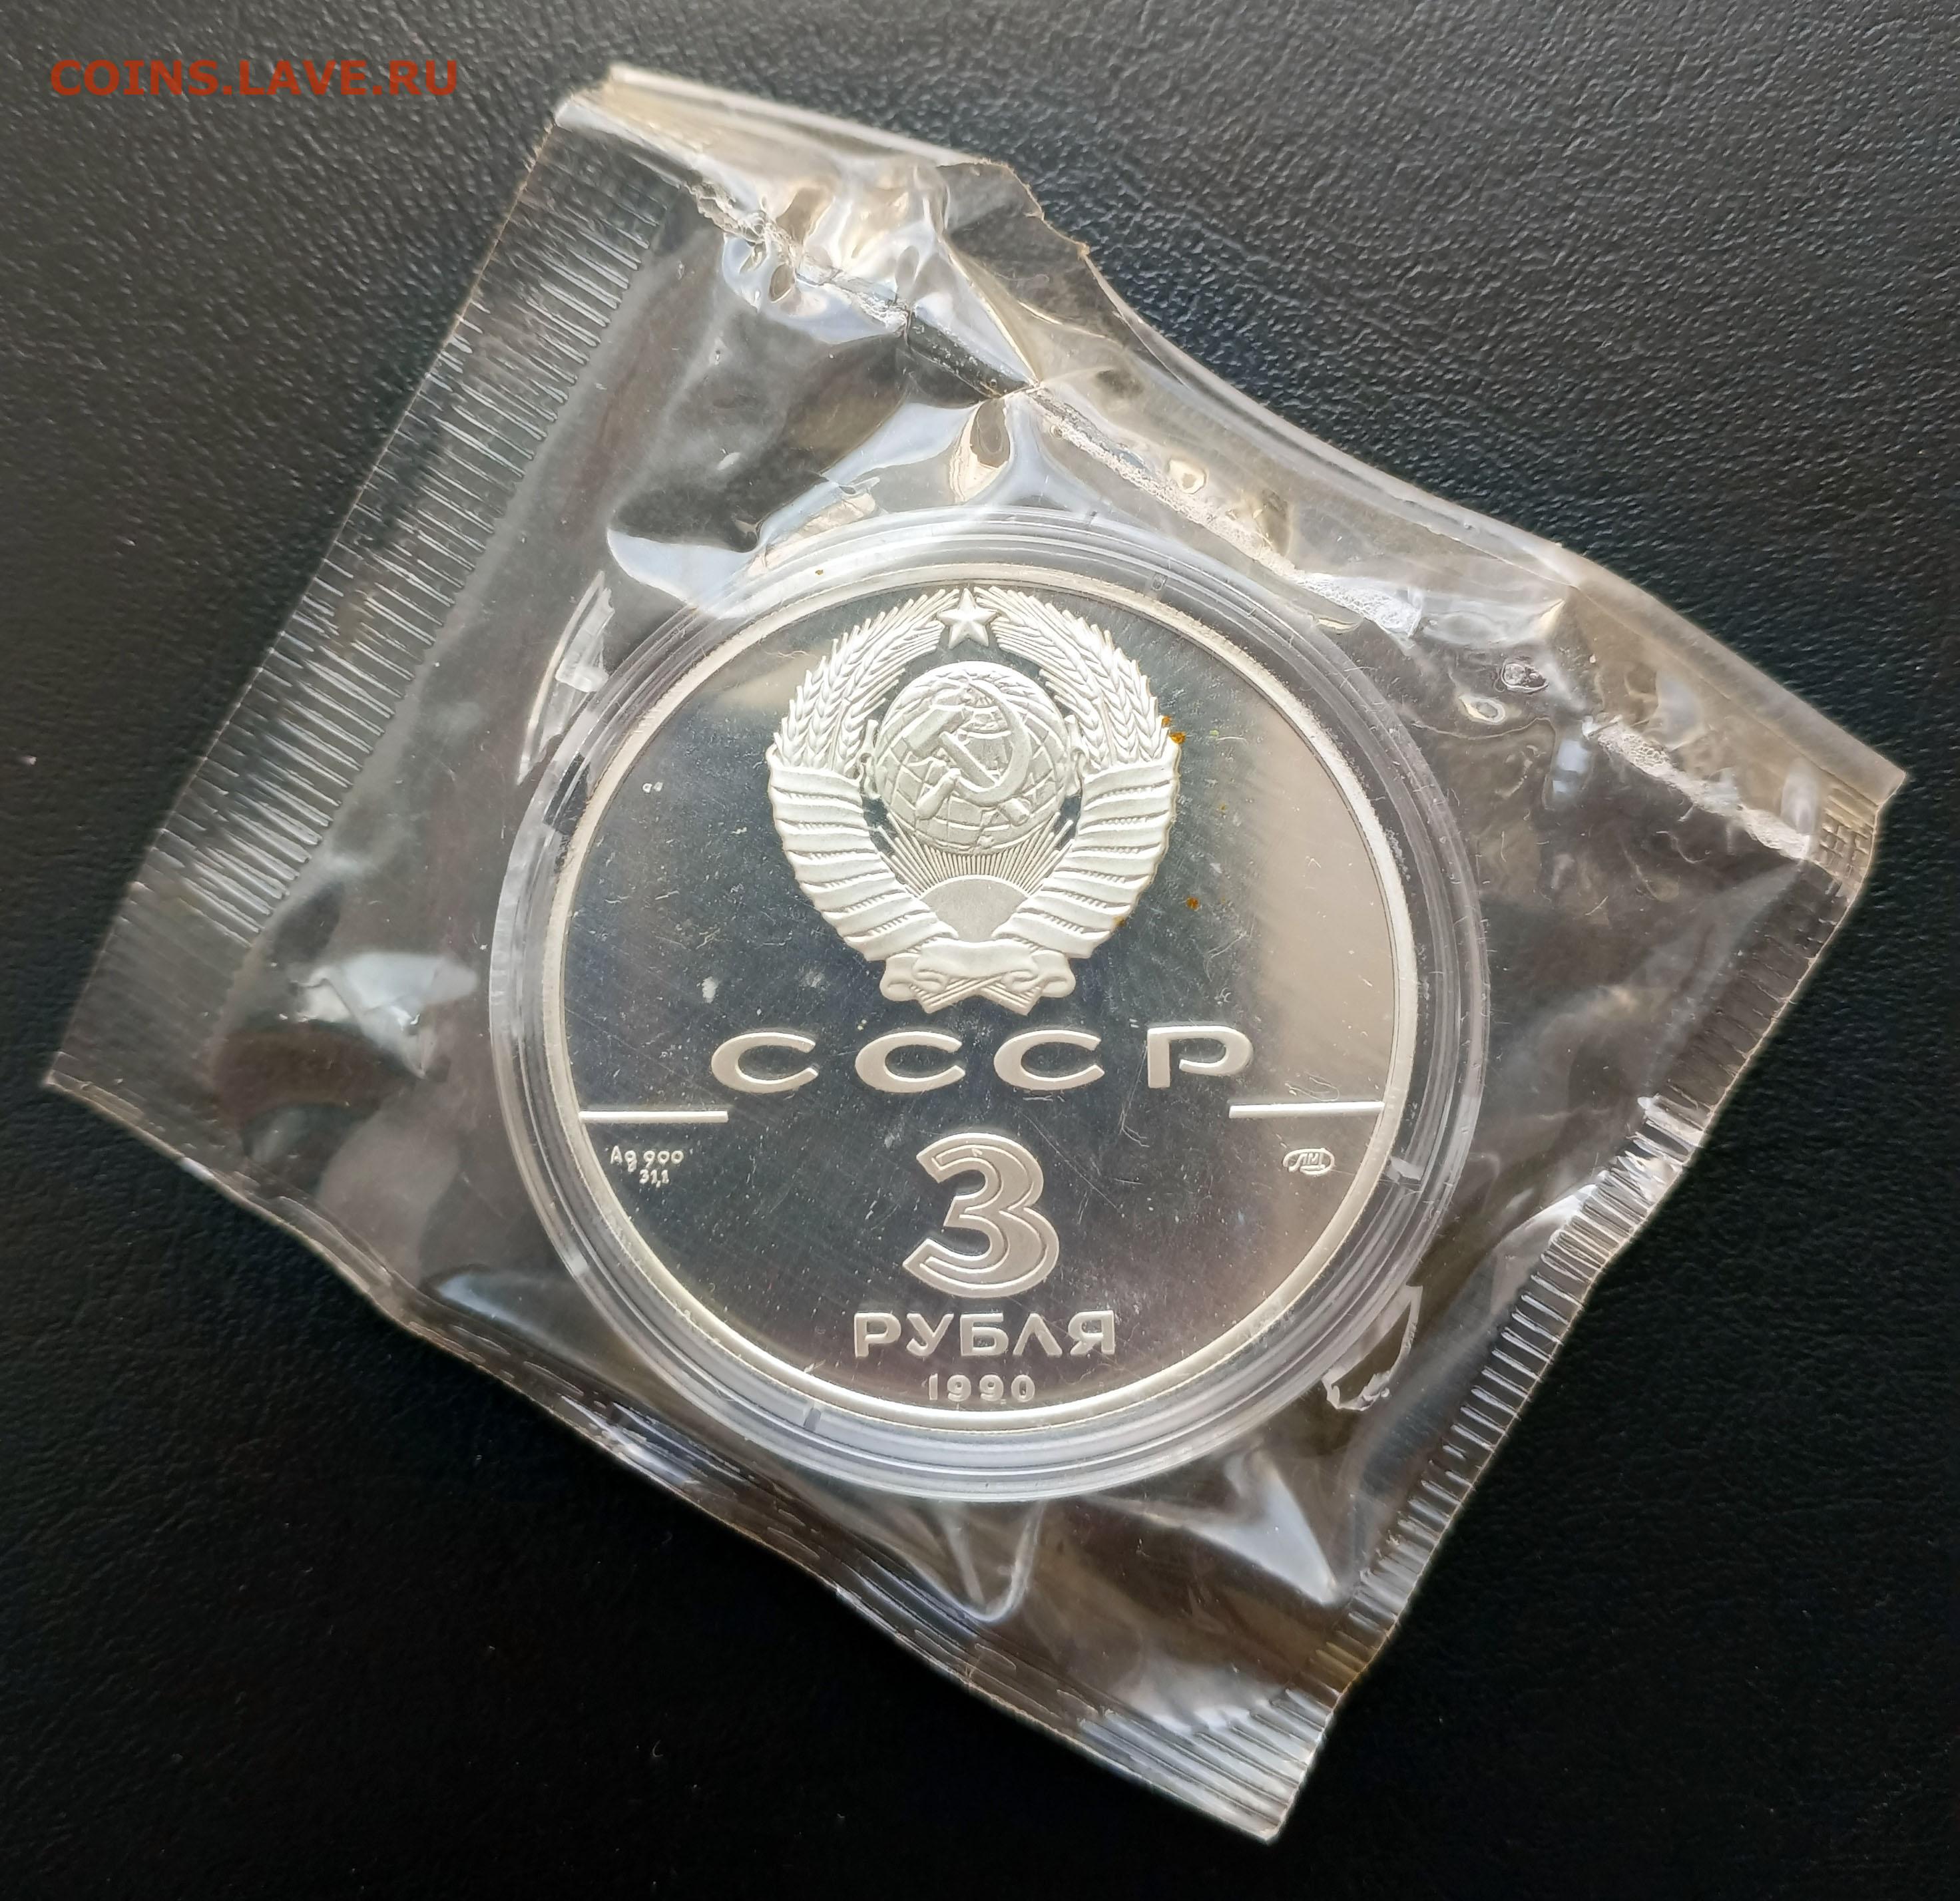 COINS.LAVE.RU
СССР
Ag 900
31,1
ЛМД
3
РУБЛЯ
1990